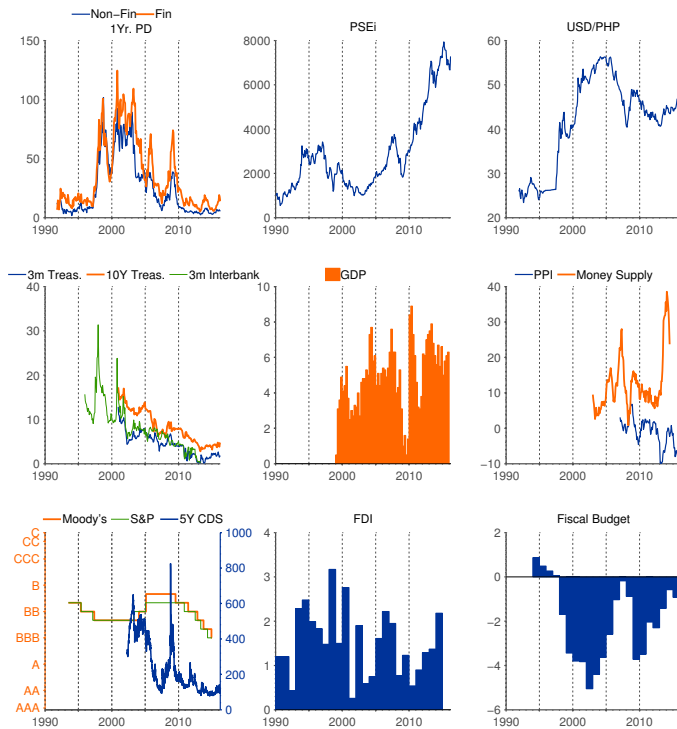 Non-Fin Fin
1Yr. PD
PSEi
USD/PHP
150
100
50
0
1990 2000 2010
8000
6000
4000
2000
0
1990 2000 2010
60
50
40
30
20
1990 2000 2010
3m Treas. 10Y Treas. 3m Interbank
GDP
PPI Money Supply
40
30
20
10
0
1990 2000 2010
10
8
6
4
2
0
1990 2000 2010
40
30
20
10
0
−10
1990 2000 2010
Moody's S&P 5Y CDS
FDI
Fiscal Budget
C
CC
CCC
B
BB
BBB
A
AA
AAA
1990 2000 2010
1000
800
600
400
200
0
4
3
2
1
0
1990 2000 2010
2
0
−2
−4
−6
1990 2000 2010